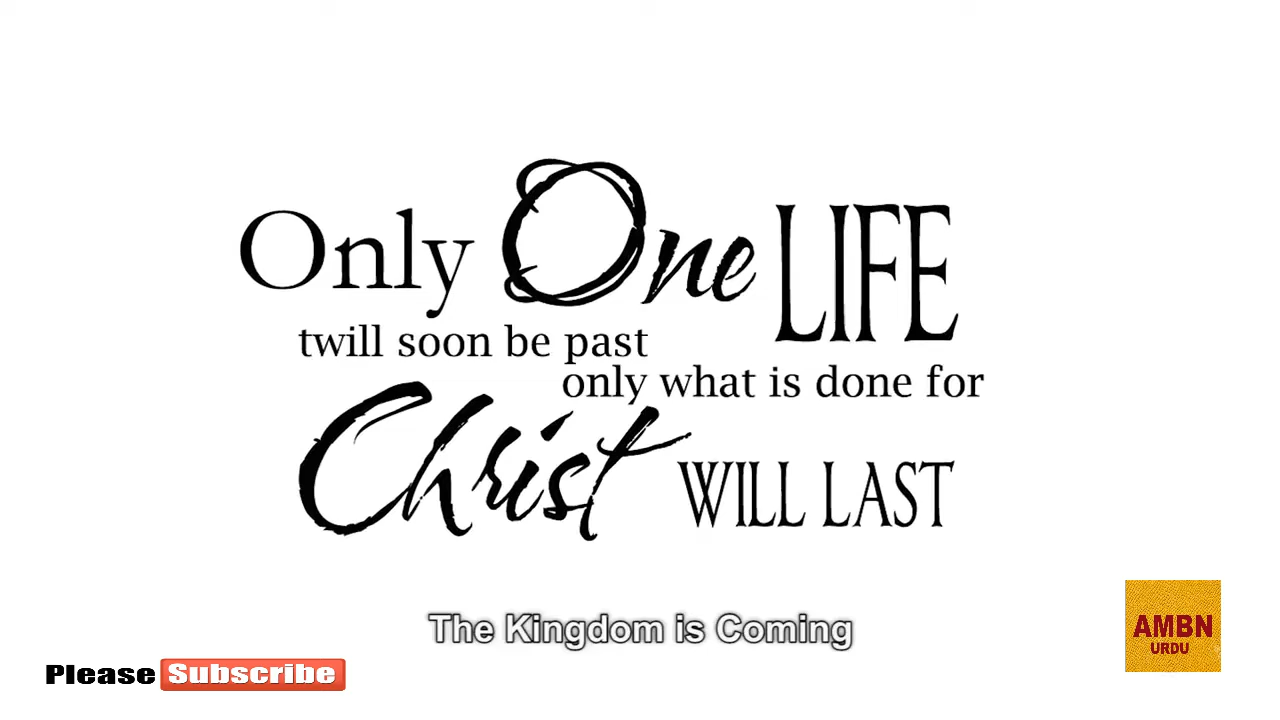 Only One LIFE
twill soon be past
only what is done for
Christ WILL LAST
The Kingdom is Coming
Please Subscribe
AMBN
URDU